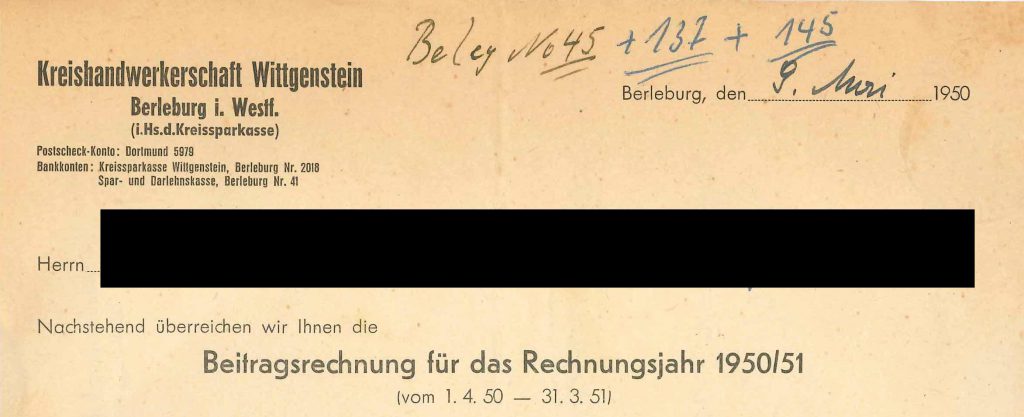 Beleg No 45 + 137 + 145
Kreishandwerkerschaft Wittgenstein
Berleburg i. Westf.
(i.Hs.d.Kreissparkasse)
Postscheck-Konto: Dortmund 5979
Bankkonten: Kreissparkasse Wittgenstein, Berleburg Nr. 2018
Spar- und Darlehnskasse, Berleburg Nr. 41
Berleburg, den 9. 1950
Herrn
Nachstehend überreichen wir Ihnen die
Beitragsrechnung für das Rechnungsjahr 1950/51
(vom 1. 4. 50 — 31. 3. 51)